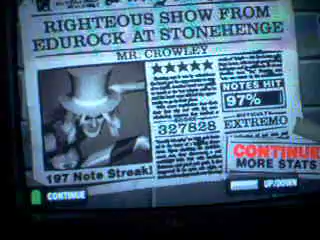 RIGHTEOUS SHOW FROM
EDUROCK AT STONEHENGE
MR. CROWLEY
NOTES HIT
97%
327828
DIFFICULTY
EXTREMO
197 Note Streak!
CONTINUE
MORE STATS
CONTINUE
UP/DOWN